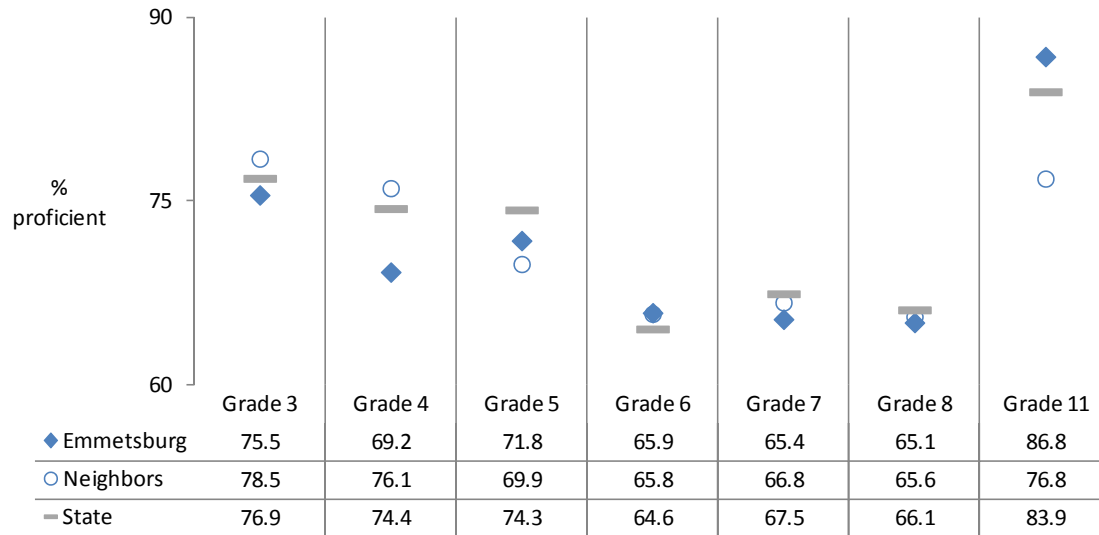 90
75
60
%
proficient
Grade 3 Grade 4 Grade 5 Grade 6 Grade 7 Grade 8 Grade 11
Emmetsburg 75.5 69.2 71.8 65.9 65.4 65.1 86.8
Neighbors 78.5 76.1 69.9 65.8 66.8 65.6 76.8
State 76.9 74.4 74.3 64.6 67.5 66.1 83.9